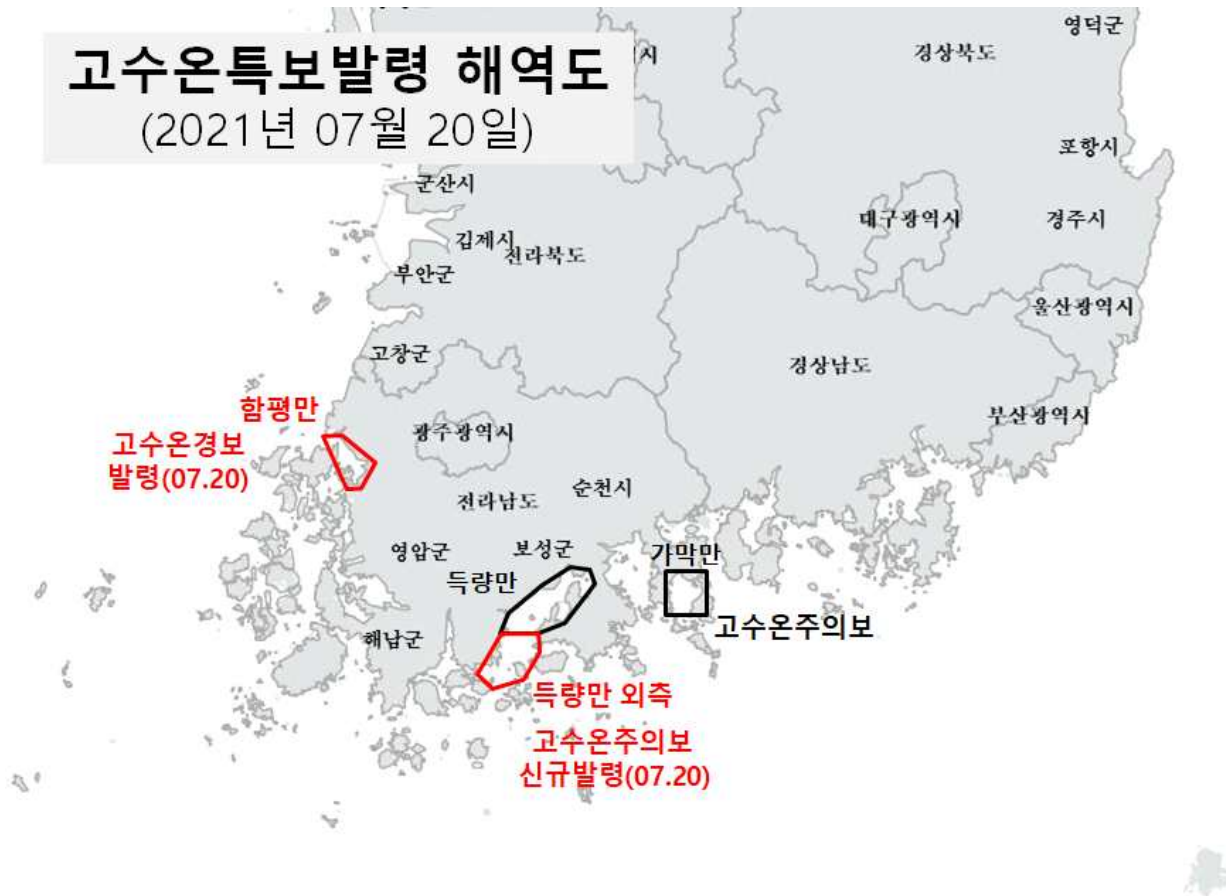 고수온특보발령 해역도
(2021년 07월 20일)
영덕군
경상북도
포항시
군산시
대구광역시
경주시
김제시
전라북도
부안군
울산광역시
고창군
경상남도
함평만
부산광역시
고수온경보
발령(07.20)
광주광역시
전라남도
순천시
영암군
보성군
가막만
득량만
고수온주의보
해남군
득량만 외측
고수온주의보
신규발령(07.20)